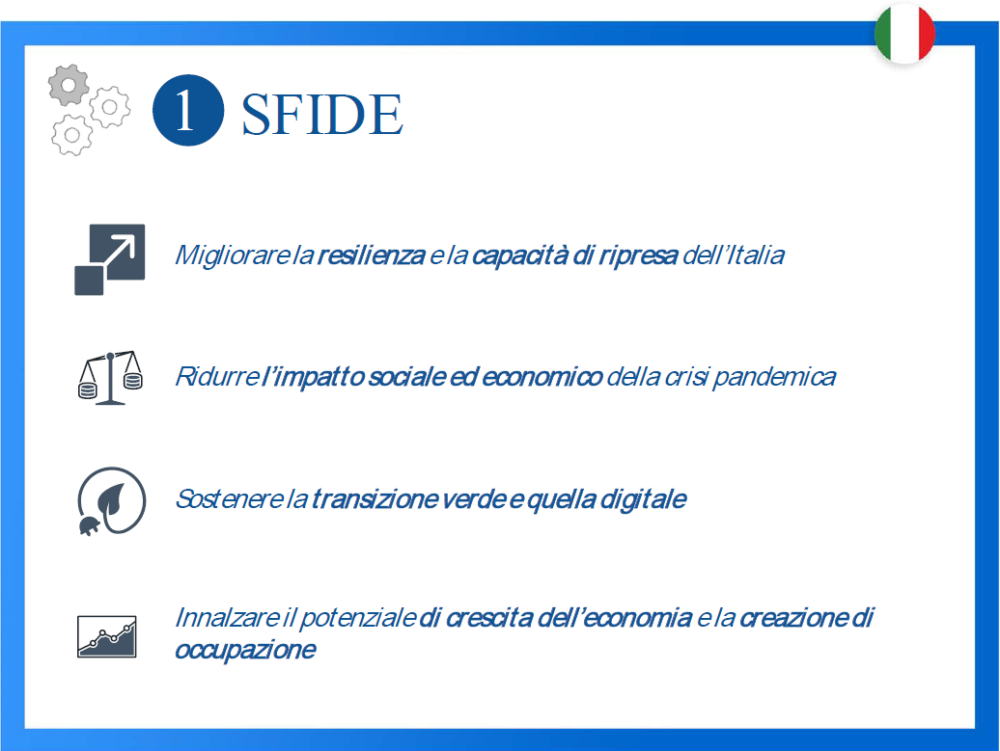 1 SFIDE
Migliorare la resilienza e la capacità di ripresa dell’Italia
Ridurre l’impatto sociale ed economico della crisi pandemica
Sostenere la transizione verde e quella digitale
Innalzare il potenziale di crescita dell’economia e la creazione di
occupazione